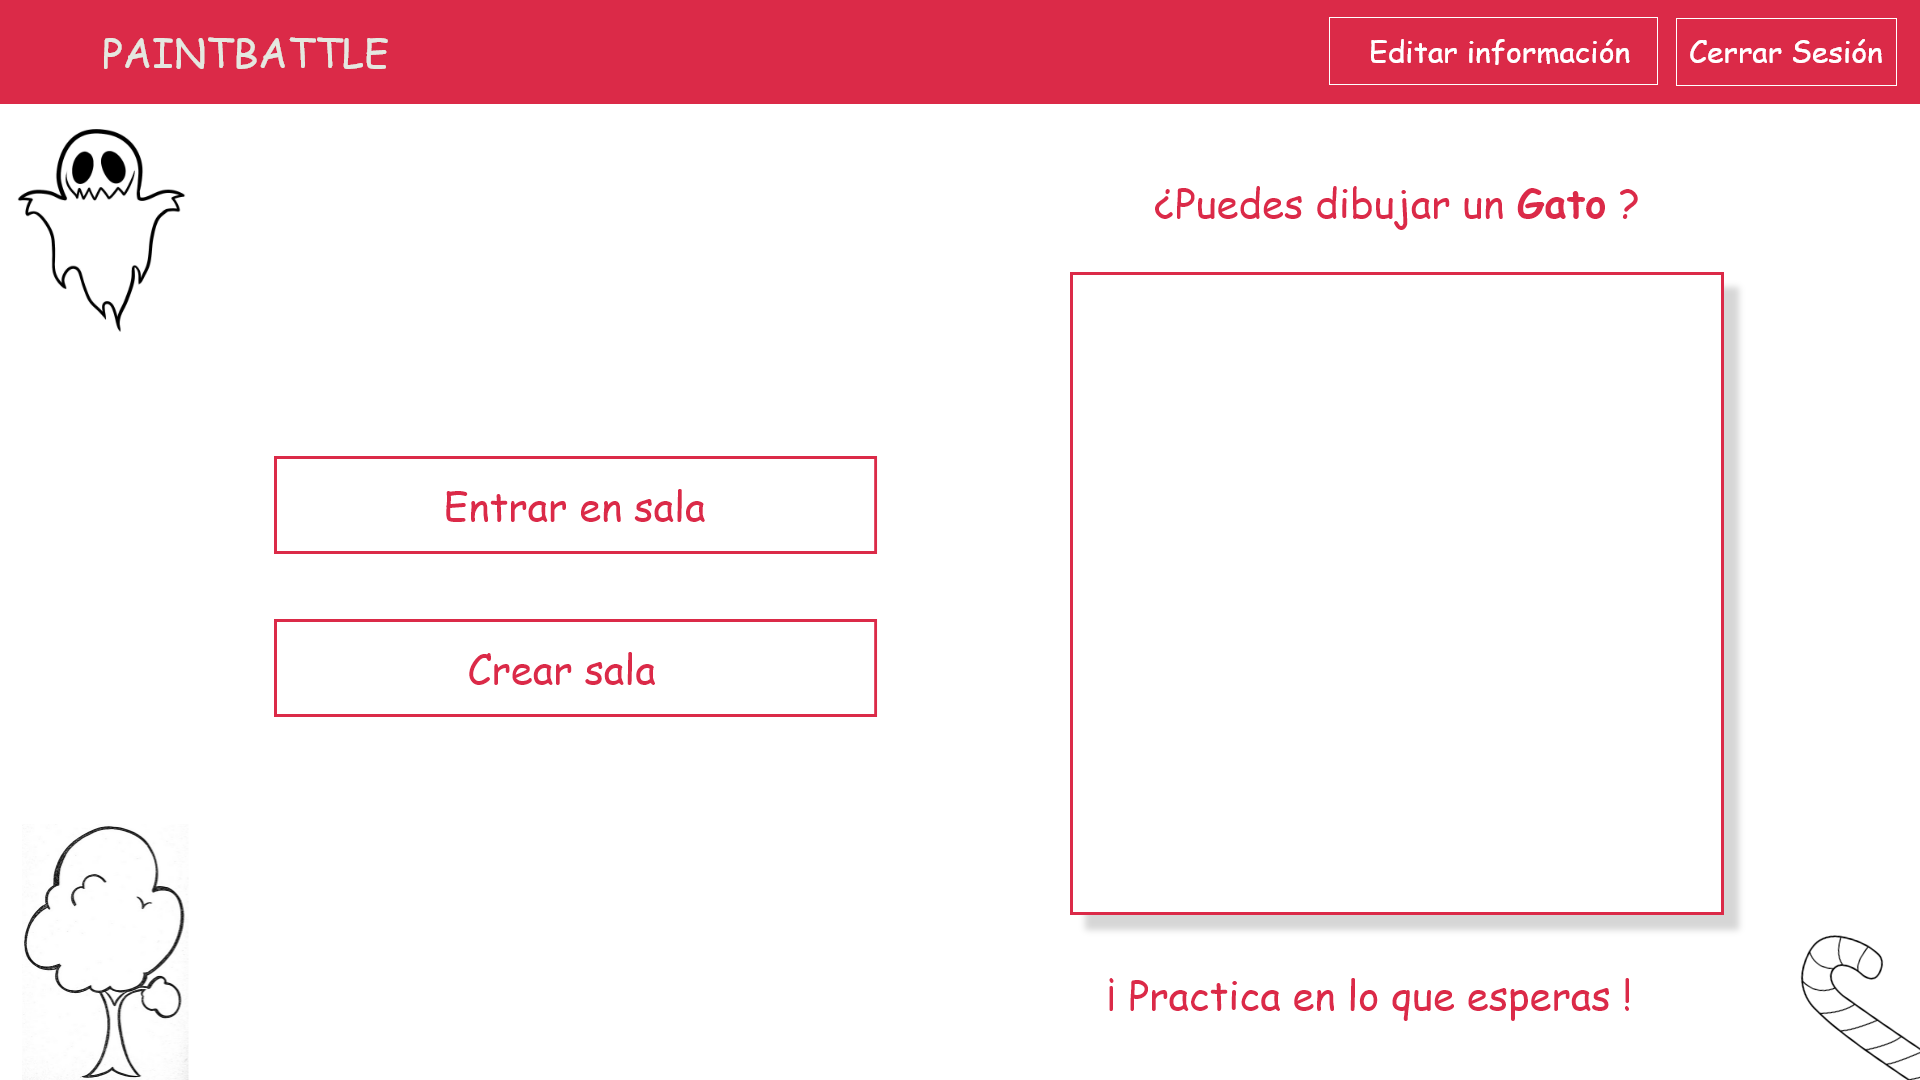 PAINTBATTLE
Editar información
Cerrar Sesión
¿Puedes dibujar un Gato ?
Entrar en sala
Crear sala
¡ Practica en lo que esperas !